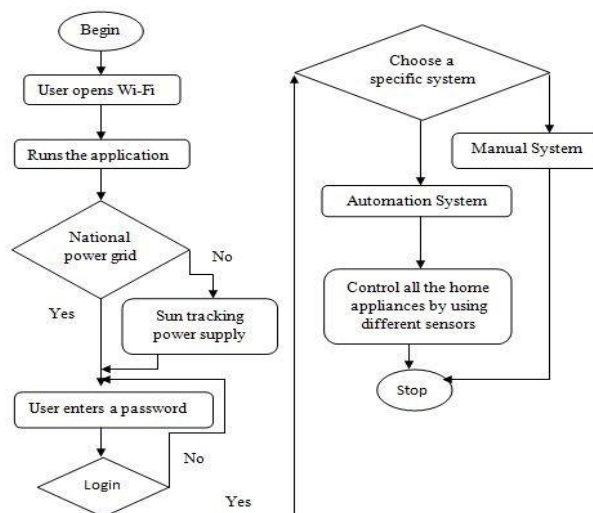 Begin
User opens Wi-Fi
Runs the application
National
power grid
No
Yes
Sun tracking
power supply
User enters a password
No
Login
Yes
Choose a
specific system
Manual System
Automation System
Control all the home
appliances by using
different sensors
Stop